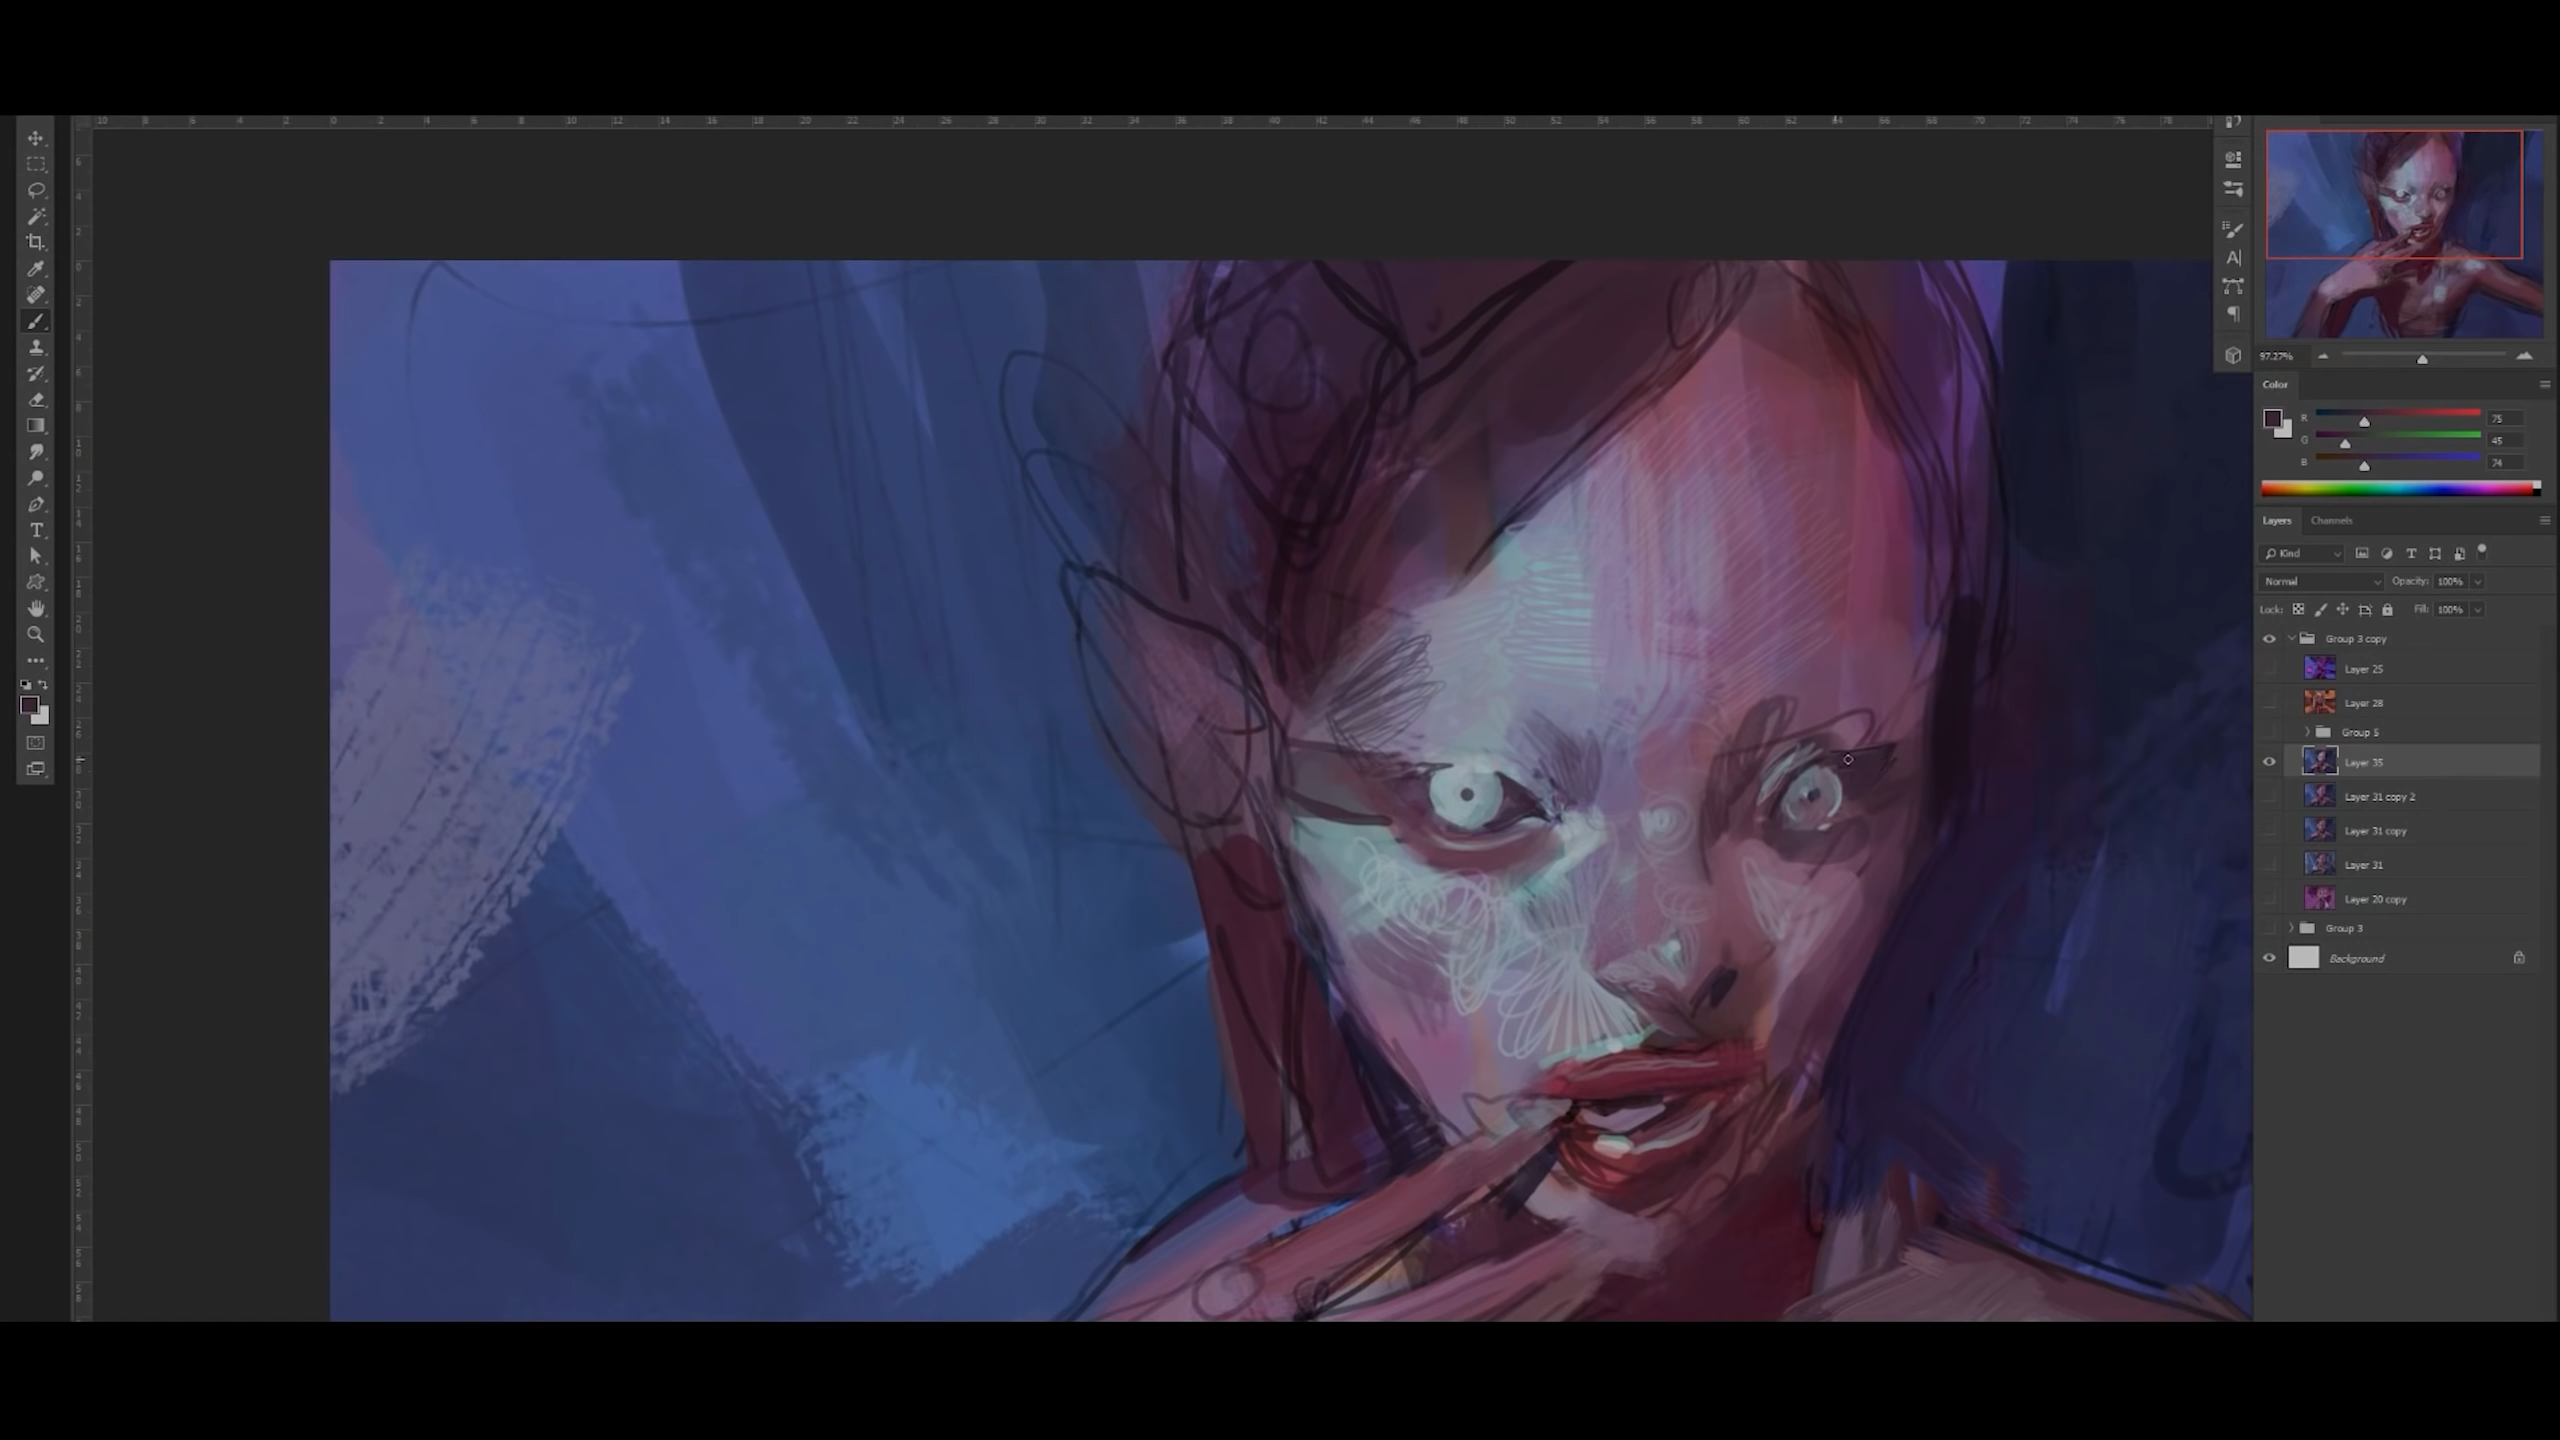 97.27%
Color
R 75
G 45
B 74
Layers Channels
Kind
Normal Opacity: 100%
Lock: Fill: 100%
Group 3 copy
Layer 25
Layer 28
Group 5
Layer 35
Layer 31 copy 2
Layer 31 copy
Layer 31
Layer 20 copy
Group 3
Background